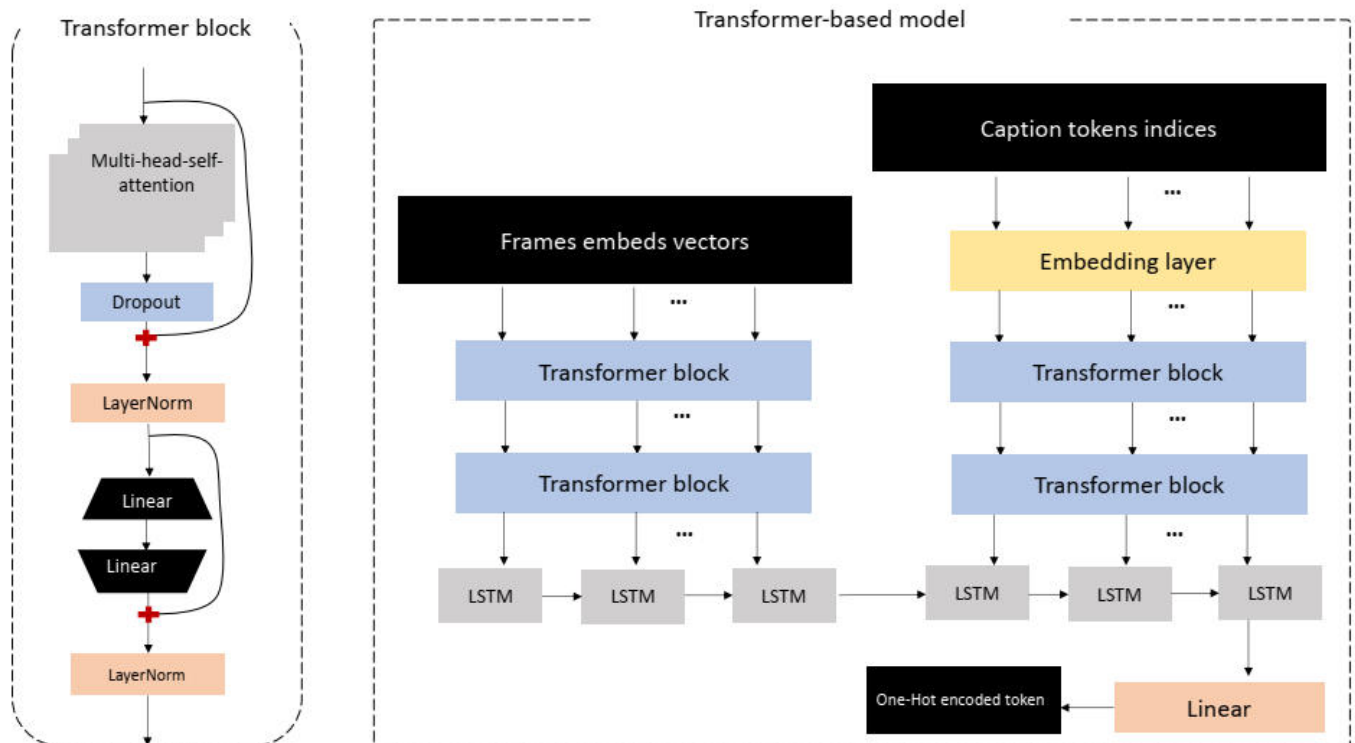 Transformer block
Multi-head-self-
attention
Dropout
LayerNorm
Linear
Linear
LayerNorm
Transformer-based model
Frames embeds vectors
...
Transformer block
...
Transformer block
...
LSTM
LSTM
LSTM
Caption tokens indices
...
Embedding layer
...
Transformer block
...
Transformer block
...
LSTM
LSTM
LSTM
One-Hot encoded token
Linear